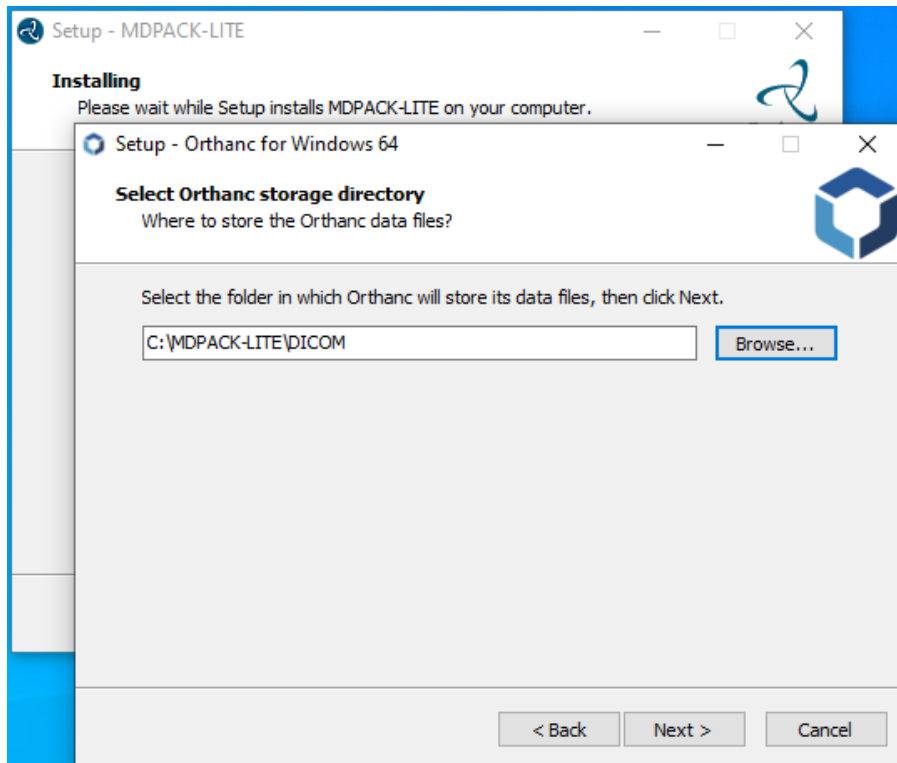 Setup - MDPACK-LITE
Installing
Please wait while Setup installs MDPACK-LITE on your computer.
Setup - Orthanc for Windows 64
Select Orthanc storage directory
Where to store the Orthanc data files?
Select the folder in which Orthanc will store its data files, then click Next.
C:\MDPACK-LITE\DICOM
Browse...
< Back
Next >
Cancel